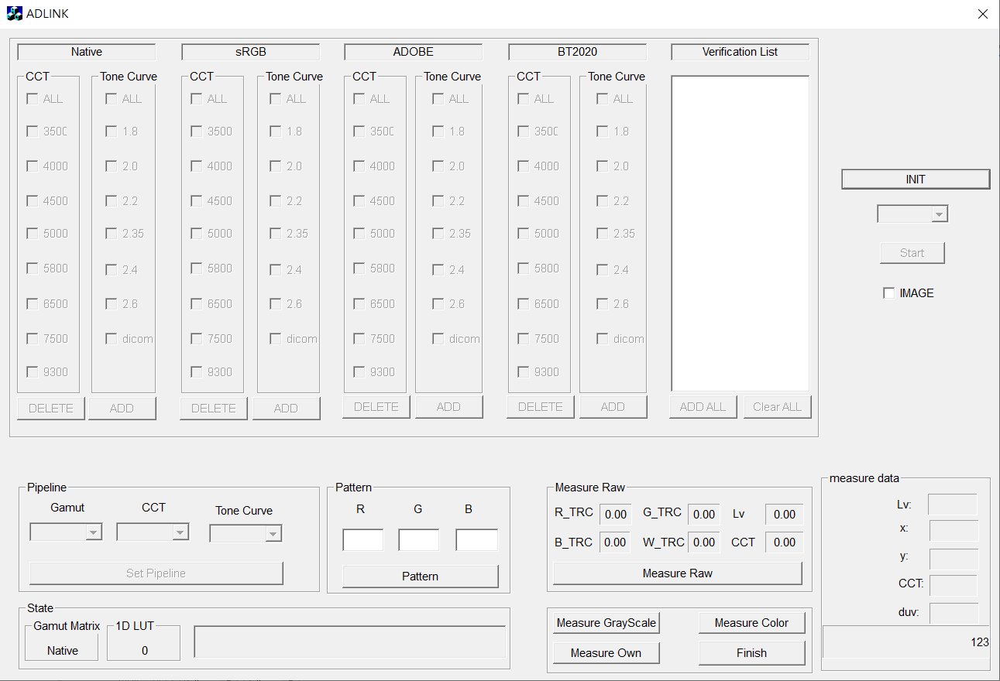 ADLINK
Native sRGB ADOBE BT2020 Verification List
CCT Tone Curve CCT Tone Curve CCT Tone Curve CCT Tone Curve
ALL ALL ALL ALL ALL ALL ALL ALL
3500 1.8 3500 1.8 3500 1.8 3500 1.8
4000 2.0 4000 2.0 4000 2.0 4000 2.0
INIT
4500 2.2 4500 2.2 4500 2.2 4500 2.2
5000 2.35 5000 2.35 5000 2.35 5000 2.35
Start
5800 2.4 5800 2.4 5800 2.4 5800 2.4
IMAGE
6500 2.6 6500 2.6 6500 2.6 6500 2.6
7500 dicom 7500 dicom 7500 dicom 7500 dicom
9300 9300 9300 9300
DELETE ADD DELETE ADD DELETE ADD DELETE ADD ADD ALL Clear ALL
Pipeline
Gamut CCT Tone Curve
Set Pipeline
Pattern
R G B
Pattern
Measure Raw
R_TRC 0.00 G_TRC 0.00 Lv 0.00
B_TRC 0.00 W_TRC 0.00 CCT 0.00
Measure Raw
measure data
Lv:
x:
y:
CCT:
duv:
123
State
Gamut Matrix 1D LUT
Native 0
Measure GrayScale Measure Color
Measure Own Finish